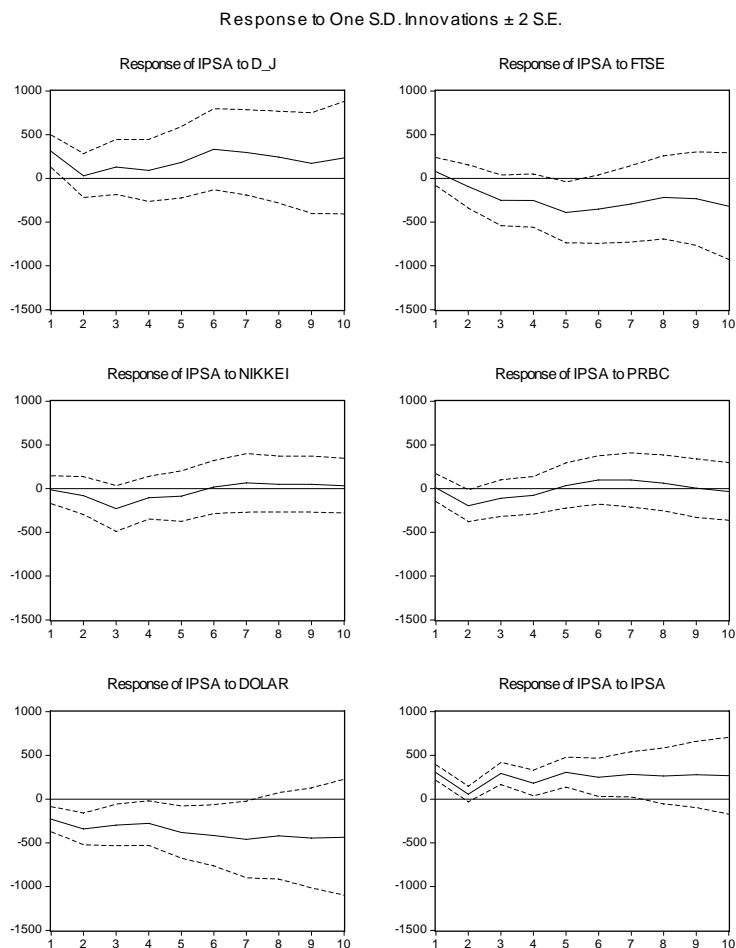 Response to One S.D. Innovations ± 2 S.E.
Response of IPSA to D_J
1000
500
0
-500
-1000
-1500
1 2 3 4 5 6 7 8 9 10
Response of IPSA to FTSE
1000
500
0
-500
-1000
-1500
1 2 3 4 5 6 7 8 9 10
Response of IPSA to NIKKEI
1000
500
0
-500
-1000
-1500
1 2 3 4 5 6 7 8 9 10
Response of IPSA to PRBC
1000
500
0
-500
-1000
-1500
1 2 3 4 5 6 7 8 9 10
Response of IPSA to DOLAR
1000
500
0
-500
-1000
-1500
1 2 3 4 5 6 7 8 9 10
Response of IPSA to IPSA
1000
500
0
-500
-1000
-1500
1 2 3 4 5 6 7 8 9 10